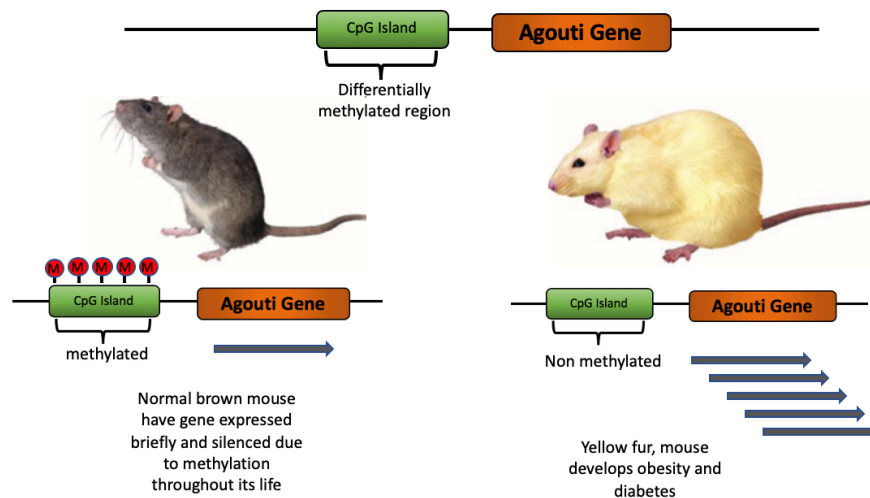 CpG Island
Agouti Gene
Differentially
methylated region
M M M M M
CpG Island
Agouti Gene
methylated
Normal brown mouse
have gene expressed
briefly and silenced due
to methylation
throughout its life
CpG Island
Agouti Gene
Non methylated
Yellow fur, mouse
develops obesity and
diabetes